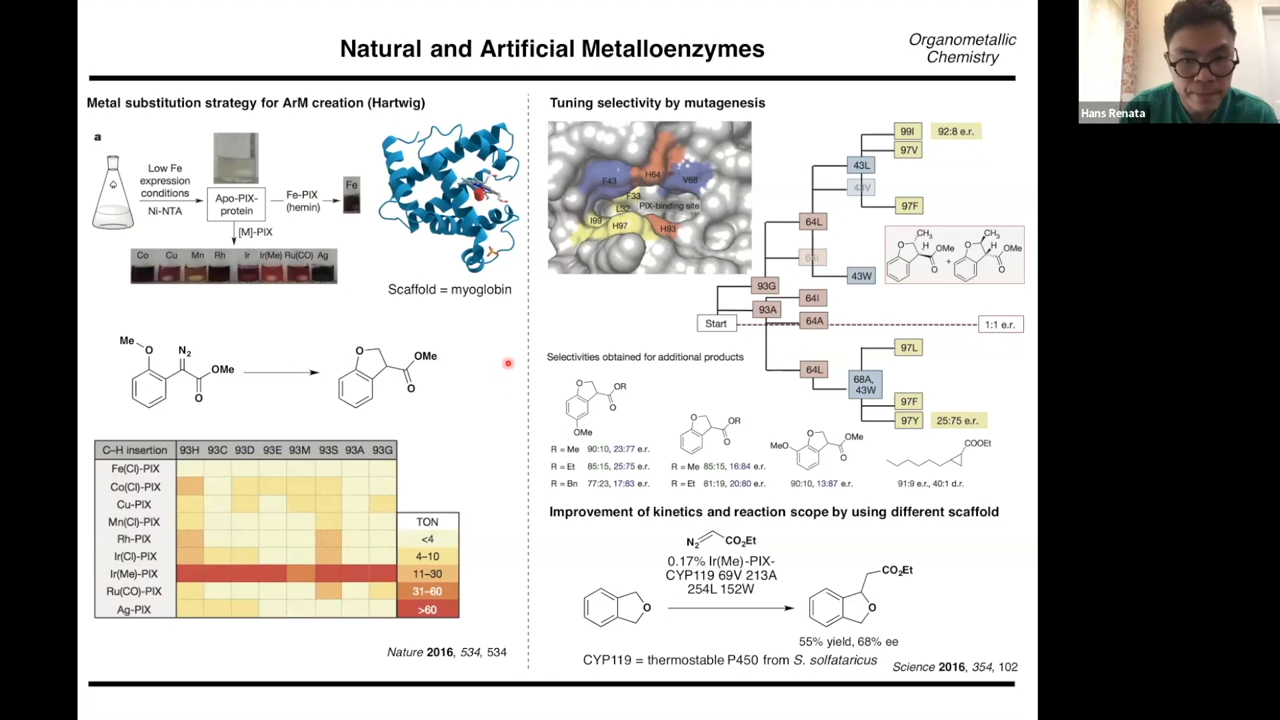 Natural and Artificial Metalloenzymes
Organometallic
Chemistry
Hans Renata
Metal substitution strategy for ArM creation (Hartwig)
a
Low Fe
expression
conditions
Ni-NTA
Apo-PIX-
protein
Fe-PIX
(hemin)
Fe
[M]-PIX
Co Cu Mn Rh Ir Ir(Me) Ru(CO) Ag
Scaffold = myoglobin
Me
O
N2
OMe
O
O
OMe
O
C–H insertion 93H 93C 93D 93E 93M 93S 93A 93G
Fe(Cl)-PIX
Co(Cl)-PIX
Cu-PIX
Mn(Cl)-PIX
Rh-PIX
Ir(Cl)-PIX
Ir(Me)-PIX
Ru(CO)-PIX
Ag-PIX
TON
<4
4–10
11–30
31–60
>60
Nature 2016, 534, 534
Tuning selectivity by mutagenesis
F43
H64
V68
F33
L32
PIX-binding site
I99
H97
H93
99I 92:8 e.r.
97V
43L
43V
97F
64L
43W
93G
64I
93A
Start
64A
1:1 e.r.
97L
64L
68A,
43W
97F
97Y 25:75 e.r.
CH3
O
H
OMe
O
+
CH3
O
H
OMe
O
Selectivities obtained for additional products
O
OR
O
OMe
R = Me 90:10, 23:77 e.r.
R = Et 85:15, 25:75 e.r.
R = Bn 77:23, 17:83 e.r.
O
OR
O
R = Me 85:15, 16:84 e.r.
R = Et 81:19, 20:80 e.r.
MeO
O
OMe
O
90:10, 13:87 e.r.
COOEt
91:9 e.r., 40:1 d.r.
Improvement of kinetics and reaction scope by using different scaffold
N2
CO2Et
0.17% Ir(Me)-PIX-
CYP119 69V 213A
254L 152W
O
CO2Et
O
55% yield, 68% ee
CYP119 = thermostable P450 from S. solfataricus
Science 2016, 354, 102